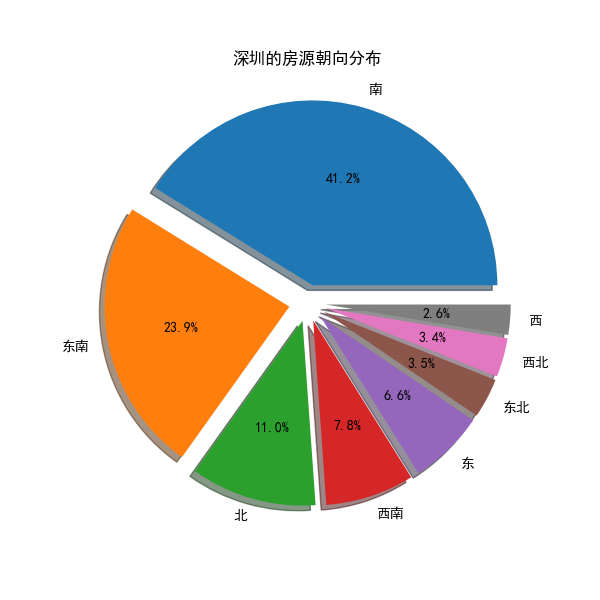 深圳的房源朝向分布
南
41.2%
东南
23.9%
北
11.0%
西南
7.8%
东
6.6%
东北
3.5%
西北
3.4%
西
2.6%